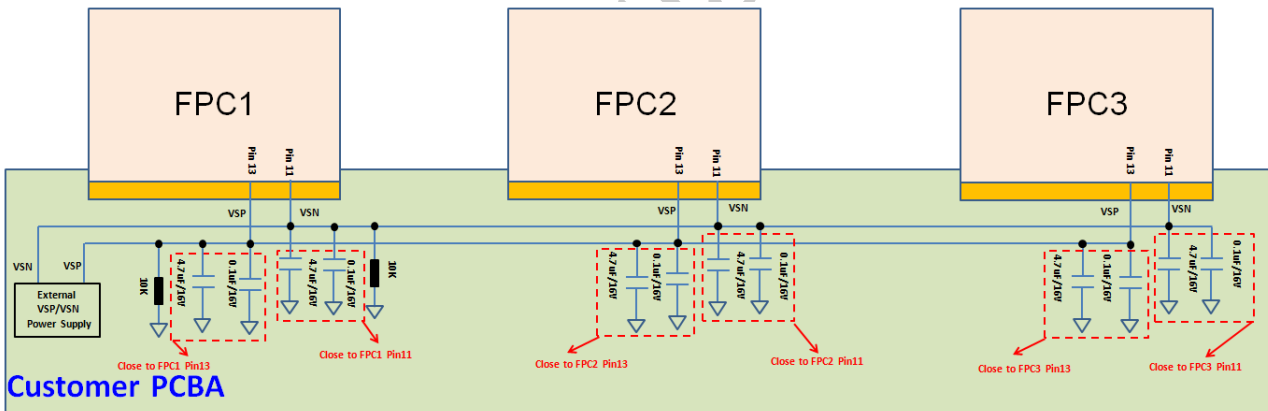 FPC1
FPC2
FPC3
Pin 13
Pin 11
Pin 13
Pin 11
Pin 13
Pin 11
VSP
VSN
VSP
VSN
VSP
VSN
VSN
VSP
External
VSP/VSN
Power Supply
10K
4.7uF/16V
0.1uF/16V
4.7uF/16V
0.1uF/16V
10K
4.7uF/16V
0.1uF/16V
4.7uF/16V
0.1uF/16V
4.7uF/16V
0.1uF/16V
4.7uF/16V
0.1uF/16V
Close to FPC1 Pin13
Close to FPC1 Pin11
Close to FPC2 Pin13
Close to FPC2 Pin11
Close to FPC3 Pin13
Close to FPC3 Pin11
Customer PCBA